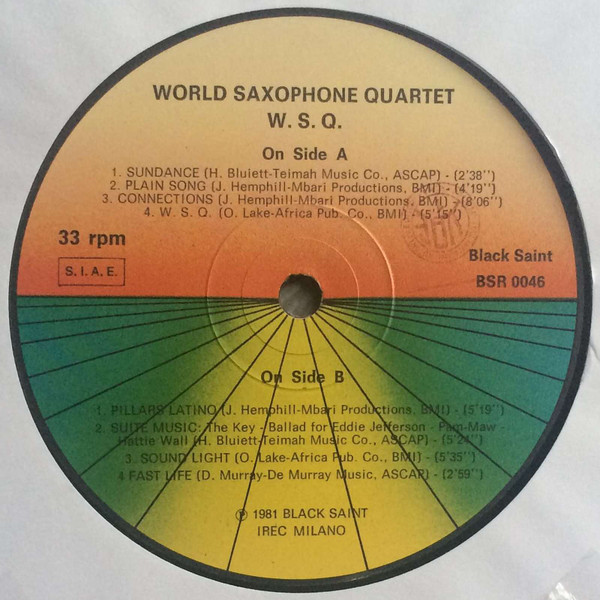 WORLD SAXOPHONE QUARTET
W. S. Q.
On Side A
1. SUNDANCE (H. Bluiett-Teimah Music Co., ASCAP) - (2'38'')
2. PLAIN SONG (J. Hemphill-Mbari Productions, BMI) - (4'19'')
3. CONNECTIONS (J. Hemphill-Mbari Productions, BMI) - (8'06'')
4. W. S. Q. (O. Lake-Africa Pub. Co., BMI) - (5'15'')
33 rpm
S. I. A. E.
Black Saint
BSR 0046
On Side B
1. PILLARS LATINO (J. Hemphill-Mbari Productions, BMI) - (5'19'')
2. SUITE MUSIC: The Key - Ballad for Eddie Jefferson - Pam-Maw -
Hattie Wall (H. Bluiett-Teimah Music Co., ASCAP) - (5'24'')
3. SOUND LIGHT (O. Lake-Africa Pub. Co., BMI) - (5'35'')
4 FAST LIFE (D. Murray-De Murray Music, ASCAP) - (2'59'')
℗ 1981 BLACK SAINT
IREC MILANO